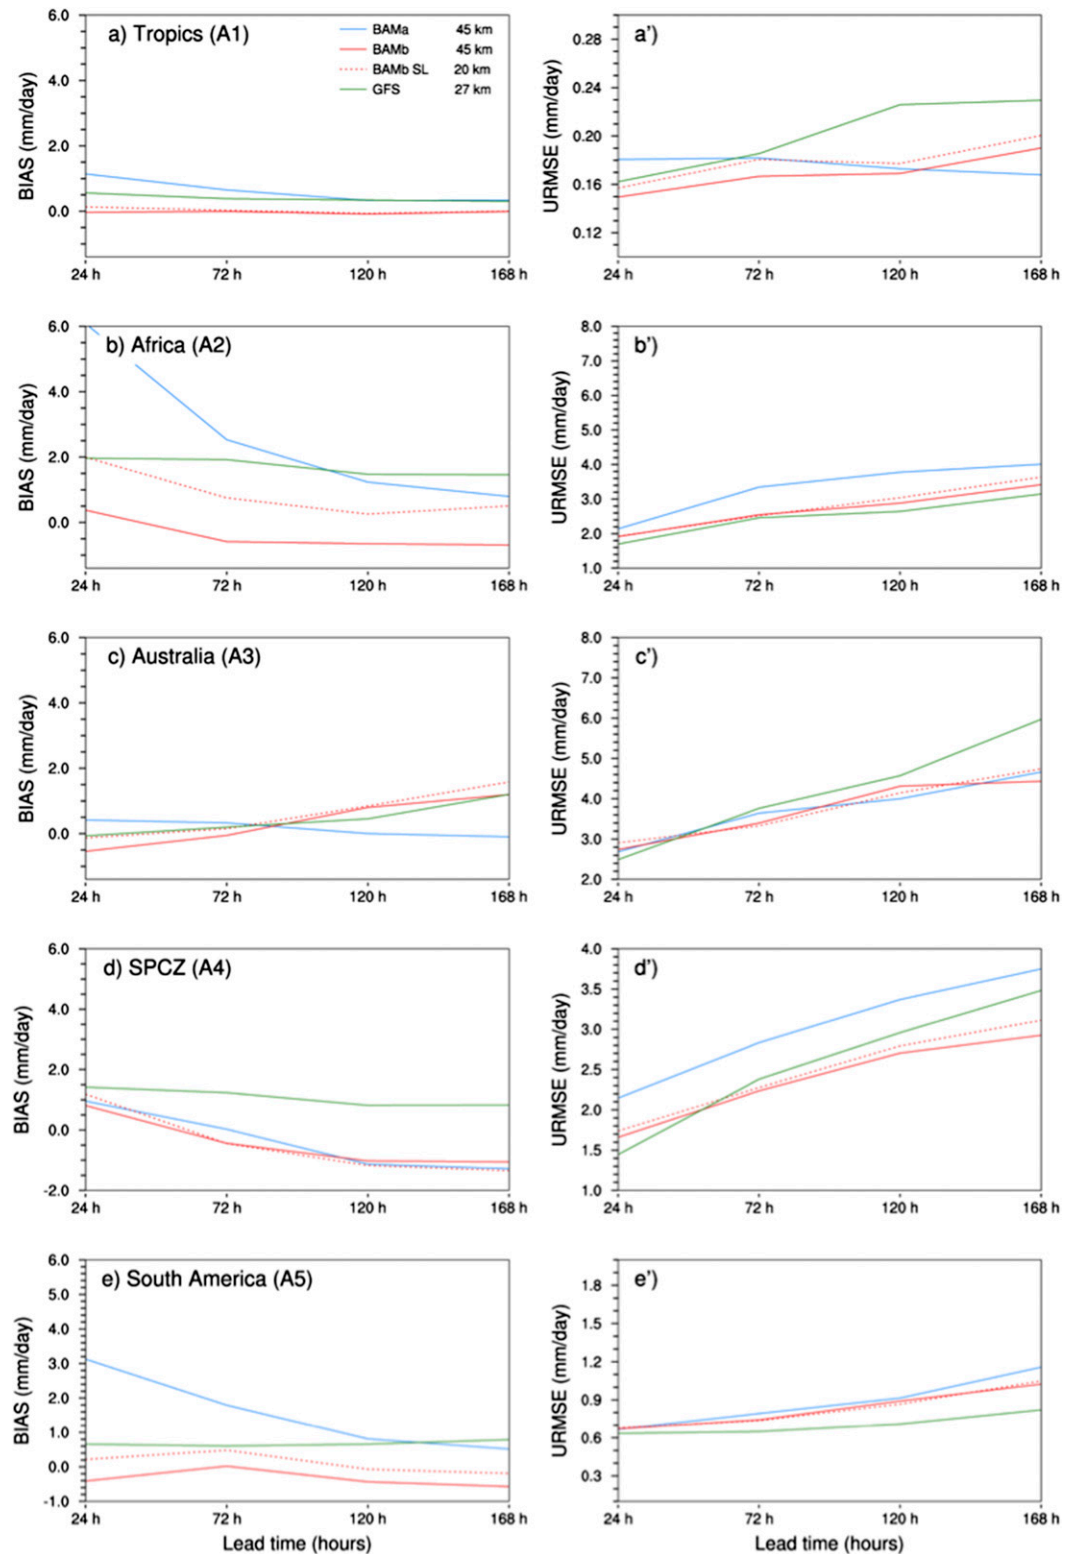 a) Tropics (A1)
BAMa 45 km
BAMb 45 km
BAMb SL 20 km
GFS 27 km
BIAS (mm/day)
6.0
4.0
2.0
0.0
24 h 72 h 120 h 168 h
a')
URMSE (mm/day)
0.28
0.24
0.20
0.16
0.12
24 h 72 h 120 h 168 h
b) Africa (A2)
BIAS (mm/day)
6.0
4.0
2.0
0.0
24 h 72 h 120 h 168 h
b')
URMSE (mm/day)
8.0
7.0
6.0
5.0
4.0
3.0
2.0
1.0
24 h 72 h 120 h 168 h
c) Australia (A3)
BIAS (mm/day)
6.0
4.0
2.0
0.0
24 h 72 h 120 h 168 h
c')
URMSE (mm/day)
8.0
7.0
6.0
5.0
4.0
3.0
2.0
24 h 72 h 120 h 168 h
d) SPCZ (A4)
BIAS (mm/day)
6.0
4.0
2.0
0.0
-2.0
24 h 72 h 120 h 168 h
d')
URMSE (mm/day)
4.0
3.5
3.0
2.5
2.0
1.5
1.0
24 h 72 h 120 h 168 h
e) South America (A5)
BIAS (mm/day)
6.0
5.0
4.0
3.0
2.0
1.0
0.0
-1.0
24 h 72 h 120 h 168 h
Lead time (hours)
e')
URMSE (mm/day)
1.8
1.5
1.2
0.9
0.6
0.3
24 h 72 h 120 h 168 h
Lead time (hours)